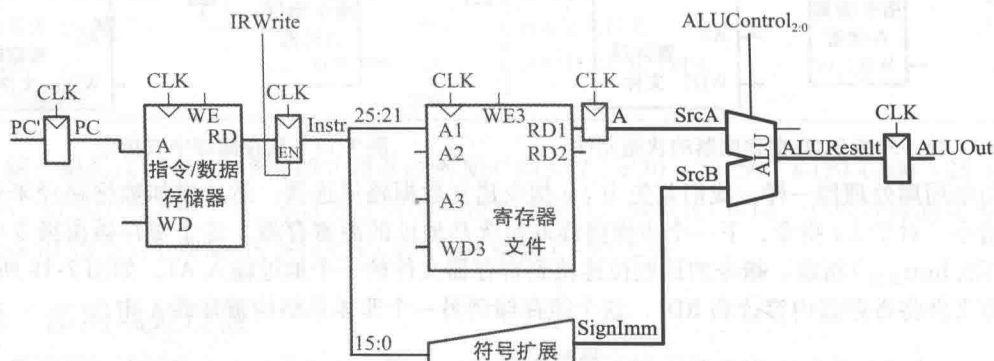 IRWrite
ALUControl2:0
CLK
CLK
WE
CLK
CLK
WE3
CLK
CLK
PC'
PC
A
RD
EN
Instr
25:21
A1
A2
A3
WD3
RD1
RD2
A
SrcA
SrcB
ALU
ALUResult
ALUOut
指令/数据
存储器
WD
寄存器
文件
15:0
SignImm
符号扩展